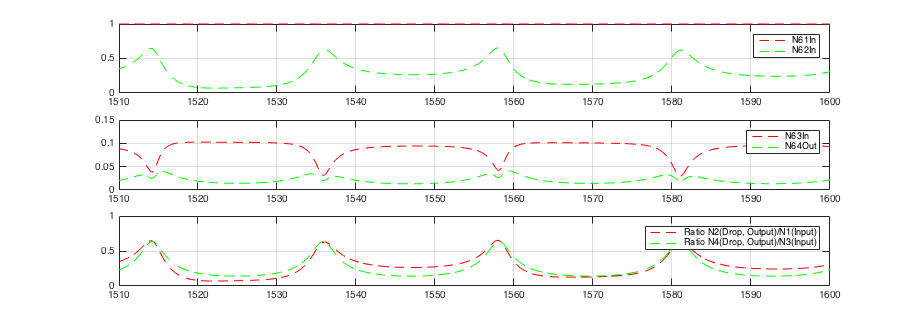 1
0.5
0
1510 1520 1530 1540 1550 1560 1570 1580 1590 1600
N61In
N62In
0.15
0.1
0.05
0
1510 1520 1530 1540 1550 1560 1570 1580 1590 1600
N63In
N64Out
1
0.5
0
1510 1520 1530 1540 1550 1560 1570 1580 1590 1600
Ratio N2(Drop, Output)/N1(Input)
Ratio N4(Drop, Output)/N3(Input)